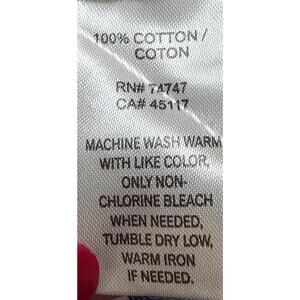 100% COTTON /
COTON
RN# 74747
CA# 45117
MACHINE WASH WARM
WITH LIKE COLOR,
ONLY NON-
CHLORINE BLEACH
WHEN NEEDED,
TUMBLE DRY LOW,
WARM IRON
IF NEEDED.